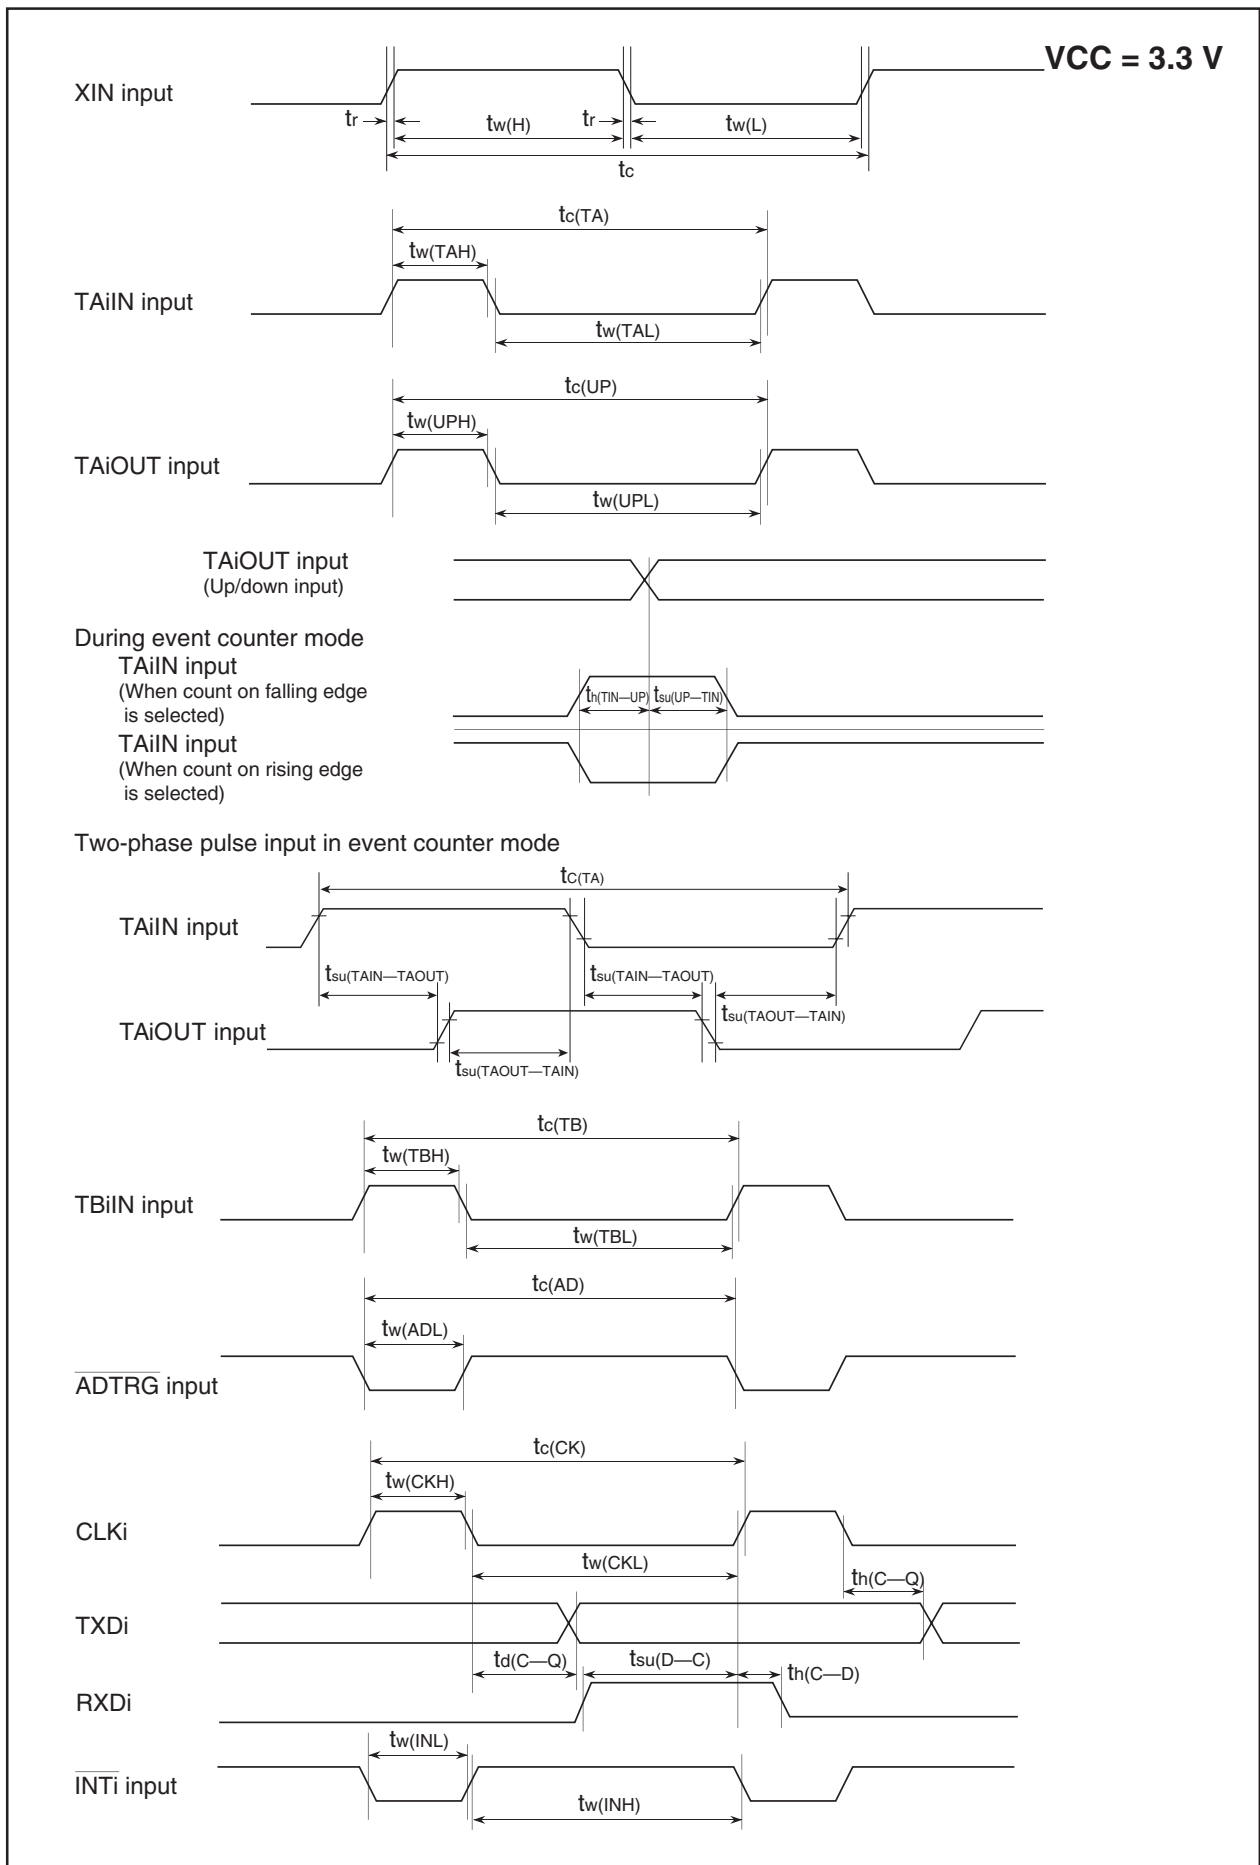 VCC = 3.3 V
XIN input
tr
tw(H)
tr
tw(L)
tc
tc(TA)
tw(TAH)
TAiIN input
tw(TAL)
tc(UP)
tw(UPH)
TAiOUT input
tw(UPL)
TAiOUT input
(Up/down input)
During event counter mode
TAiIN input
(When count on falling edge
is selected)
th(TIN—UP)
tsu(UP—TIN)
TAiIN input
(When count on rising edge
is selected)
Two-phase pulse input in event counter mode
tC(TA)
TAiIN input
tsu(TAIN—TAOUT)
tsu(TAIN—TAOUT)
tsu(TAOUT—TAIN)
TAiOUT input
tsu(TAOUT—TAIN)
tc(TB)
tw(TBH)
TBiIN input
tw(TBL)
tc(AD)
tw(ADL)
ADTRG input
tc(CK)
tw(CKH)
CLKi
tw(CKL)
th(C—Q)
TXDi
td(C—Q)
tsu(D—C)
th(C—D)
RXDi
tw(INL)
INTi input
tw(INH)